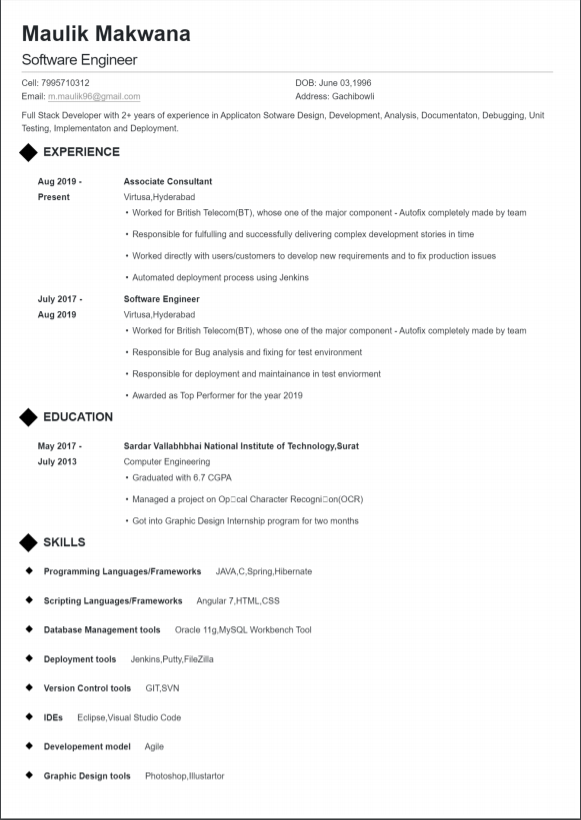 Maulik Makwana
Software Engineer
Cell: 7995710312
DOB: June 03,1996
Email: m.maulik96@gmail.com
Address: Gachibowli
Full Stack Developer with 2+ years of experience in Applicaton Sotware Design, Development, Analysis, Documentaton, Debugging, Unit
Testing, Implementaton and Deployment.
EXPERIENCE
Aug 2019 -
Present
Associate Consultant
Virtusa,Hyderabad
• Worked for British Telecom(BT), whose one of the major component - Autofix completely made by team
• Responsible for fulfulling and successfully delivering complex development stories in time
• Worked directly with users/customers to develop new requirements and to fix production issues
• Automated deployment process using Jenkins
July 2017 -
Aug 2019
Software Engineer
Virtusa,Hyderabad
• Worked for British Telecom(BT), whose one of the major component - Autofix completely made by team
• Responsible for Bug analysis and fixing for test environment
• Responsible for deployment and maintainance in test enviorment
• Awarded as Top Performer for the year 2019
EDUCATION
May 2017 -
July 2013
Sardar Vallabhbhai National Institute of Technology,Surat
Computer Engineering
• Graduated with 6.7 CGPA
• Managed a project on Op□cal Character Recogni□on(OCR)
• Got into Graphic Design Internship program for two months
SKILLS
Programming Languages/Frameworks JAVA,C,Spring,Hibernate
Scripting Languages/Frameworks Angular 7,HTML,CSS
Database Management tools Oracle 11g,MySQL Workbench Tool
Deployment tools Jenkins,Putty,FileZilla
Version Control tools GIT,SVN
IDEs Eclipse,Visual Studio Code
Developement model Agile
Graphic Design tools Photoshop,Illustartor